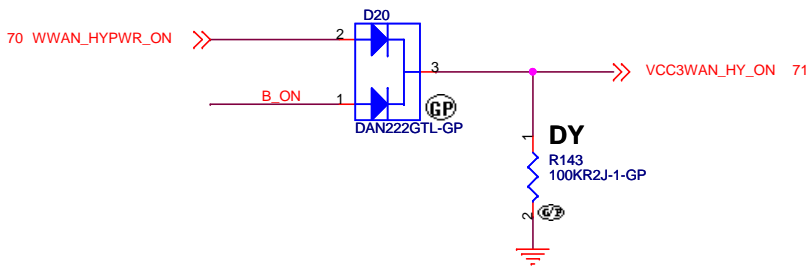 D20
70 WWAN_HYPWR_ON
2
3
VCC3WAN_HY_ON 71
B_ON
1
GP
DAN222GTL-GP
1
DY
R143
100KR2J-1-GP
2
G/P